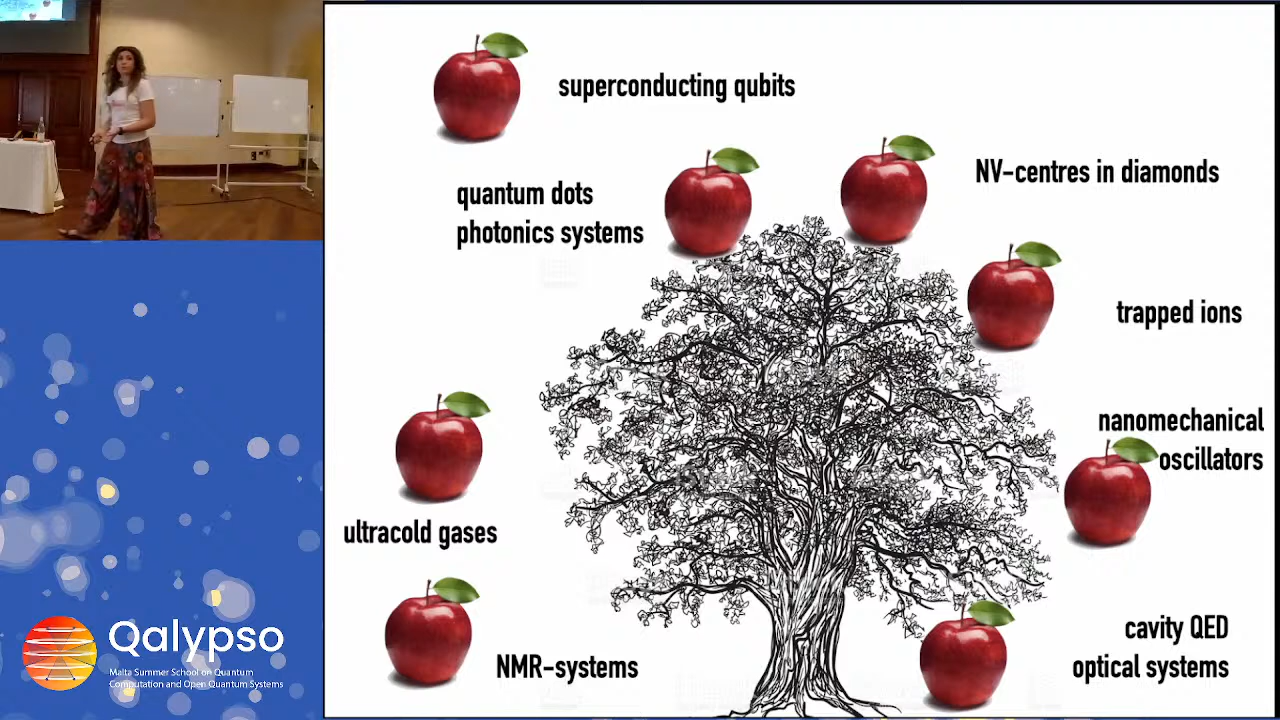 superconducting qubits
quantum dots
photonics systems
NV-centres in diamonds
trapped ions
nanomechanical
oscillators
ultracold gases
NMR-systems
cavity QED
optical systems
Qalypso
Malta Summer School on Quantum
Computation and Open Quantum Systems